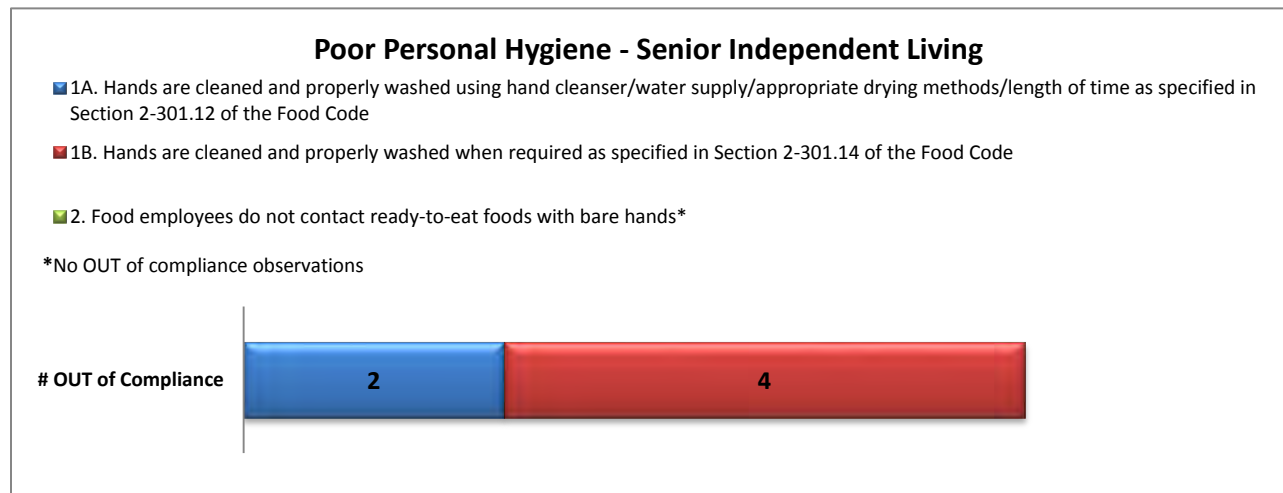 Poor Personal Hygiene - Senior Independent Living
1A. Hands are cleaned and properly washed using hand cleanser/water supply/appropriate drying methods/length of time as specified in
Section 2-301.12 of the Food Code
1B. Hands are cleaned and properly washed when required as specified in Section 2-301.14 of the Food Code
2. Food employees do not contact ready-to-eat foods with bare hands*
*No OUT of compliance observations
# OUT of Compliance
2
4